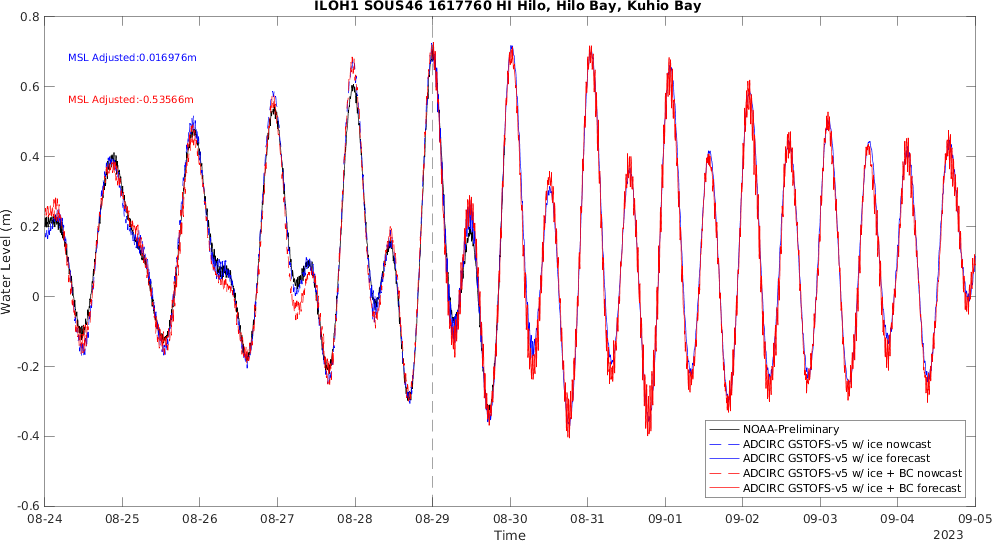 ILOH1 SOUS46 1617760 HI Hilo, Hilo Bay, Kuhio Bay
0.8
MSL Adjusted:0.016976m
0.6
MSL Adjusted:-0.53566m
0.4
0.2
Water Level (m)
0
-0.2
-0.4
NOAA-Preliminary
ADCIRC GSTOFS-v5 w/ ice nowcast
ADCIRC GSTOFS-v5 w/ ice forecast
ADCIRC GSTOFS-v5 w/ ice + BC nowcast
ADCIRC GSTOFS-v5 w/ ice + BC forecast
-0.6
08-24 08-25 08-26 08-27 08-28 08-29 08-30 08-31 09-01 09-02 09-03 09-04 09-05
Time
2023